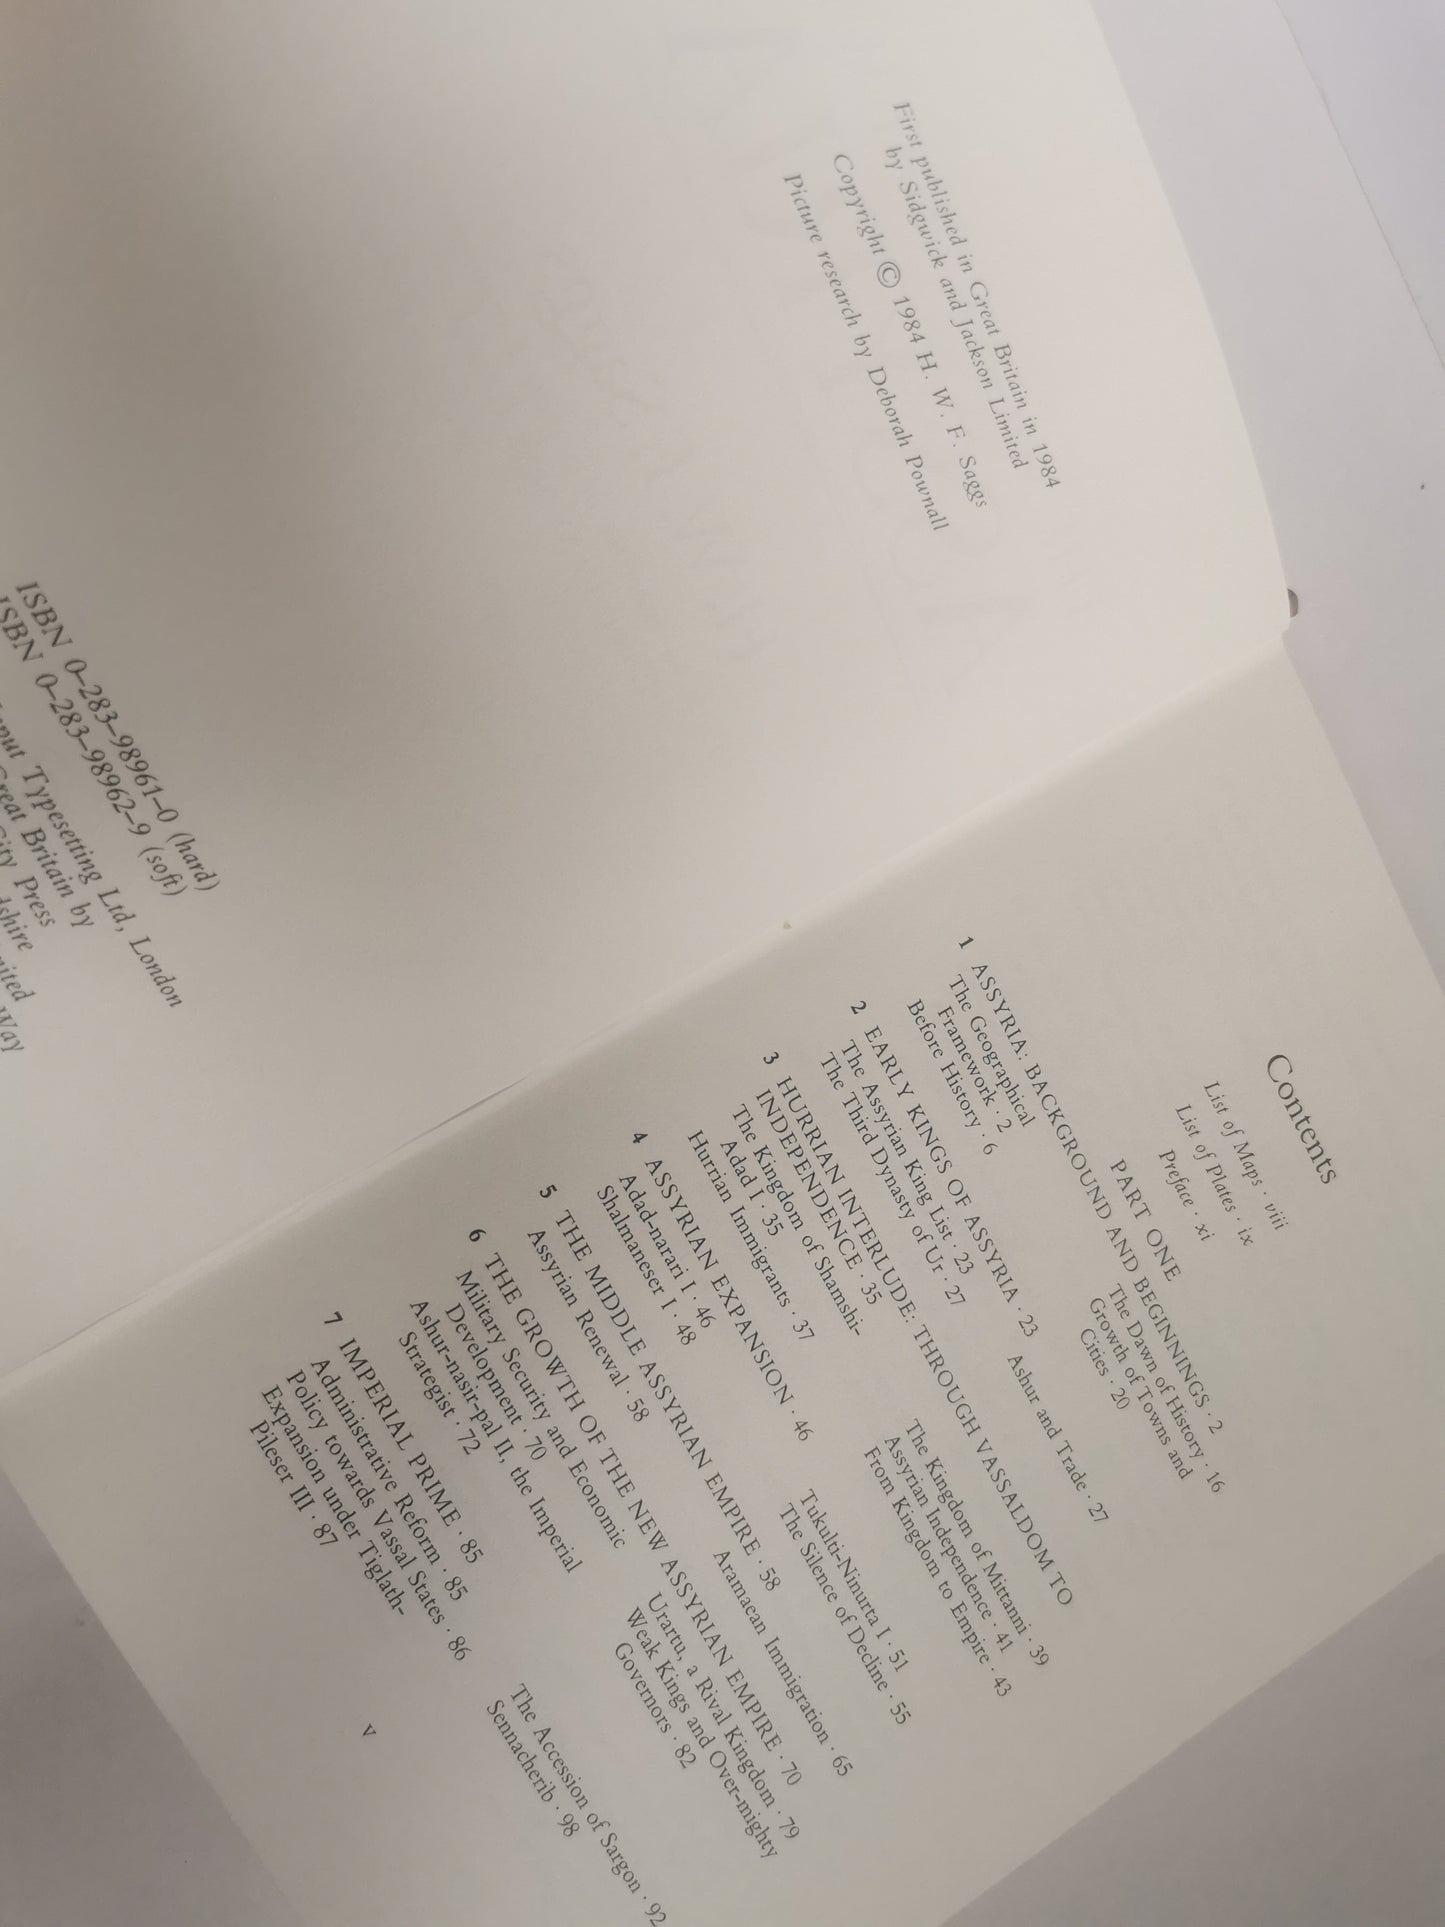 First published in Great Britain in 1984
by Sidgwick and Jackson Limited
Copyright © 1984 H. W. F. Saggs
Picture research by Deborah Pownall
ISBN 0–283–98961–0 (hard)
ISBN 0–283–98962–9 (soft)
Typesetting Ltd, London
Great Britain by
City Press
Way
Contents
List of Maps · viii
List of Plates · ix
Preface · xi
PART ONE
1 ASSYRIA: BACKGROUND AND BEGINNINGS · 2
The Geographical
Framework · 2
Before History · 6
The Dawn of History · 16
Growth of Towns and
Cities · 20
2 EARLY KINGS OF ASSYRIA · 23
The Assyrian King List · 23
The Third Dynasty of Ur · 27
Ashur and Trade · 27
3 HURRIAN INTERLUDE: THROUGH VASSALDOM TO
INDEPENDENCE · 35
The Kingdom of Shamshi-
Adad I · 35
Hurrian Immigrants · 37
The Kingdom of Mittanni · 39
Assyrian Independence · 41
From Kingdom to Empire · 43
4 ASSYRIAN EXPANSION · 46
Adad-narari I · 46
Shalmaneser I · 48
Tukulti-Ninurta I · 51
The Silence of Decline · 55
5 THE MIDDLE ASSYRIAN EMPIRE · 58
Assyrian Renewal · 58
Aramaean Immigration · 65
6 THE GROWTH OF THE NEW ASSYRIAN EMPIRE · 70
Military Security and Economic
Development · 70
Ashur-nasir-pal II, the Imperial
Strategist · 72
Urartu, a Rival Kingdom · 79
Weak Kings and Over-mighty
Governors · 82
7 IMPERIAL PRIME · 85
Administrative Reform · 85
Policy towards Vassal States · 86
Expansion under Tiglath-
Pileser III · 87
The Accession of Sargon · 92
Sennacherib · 98
v